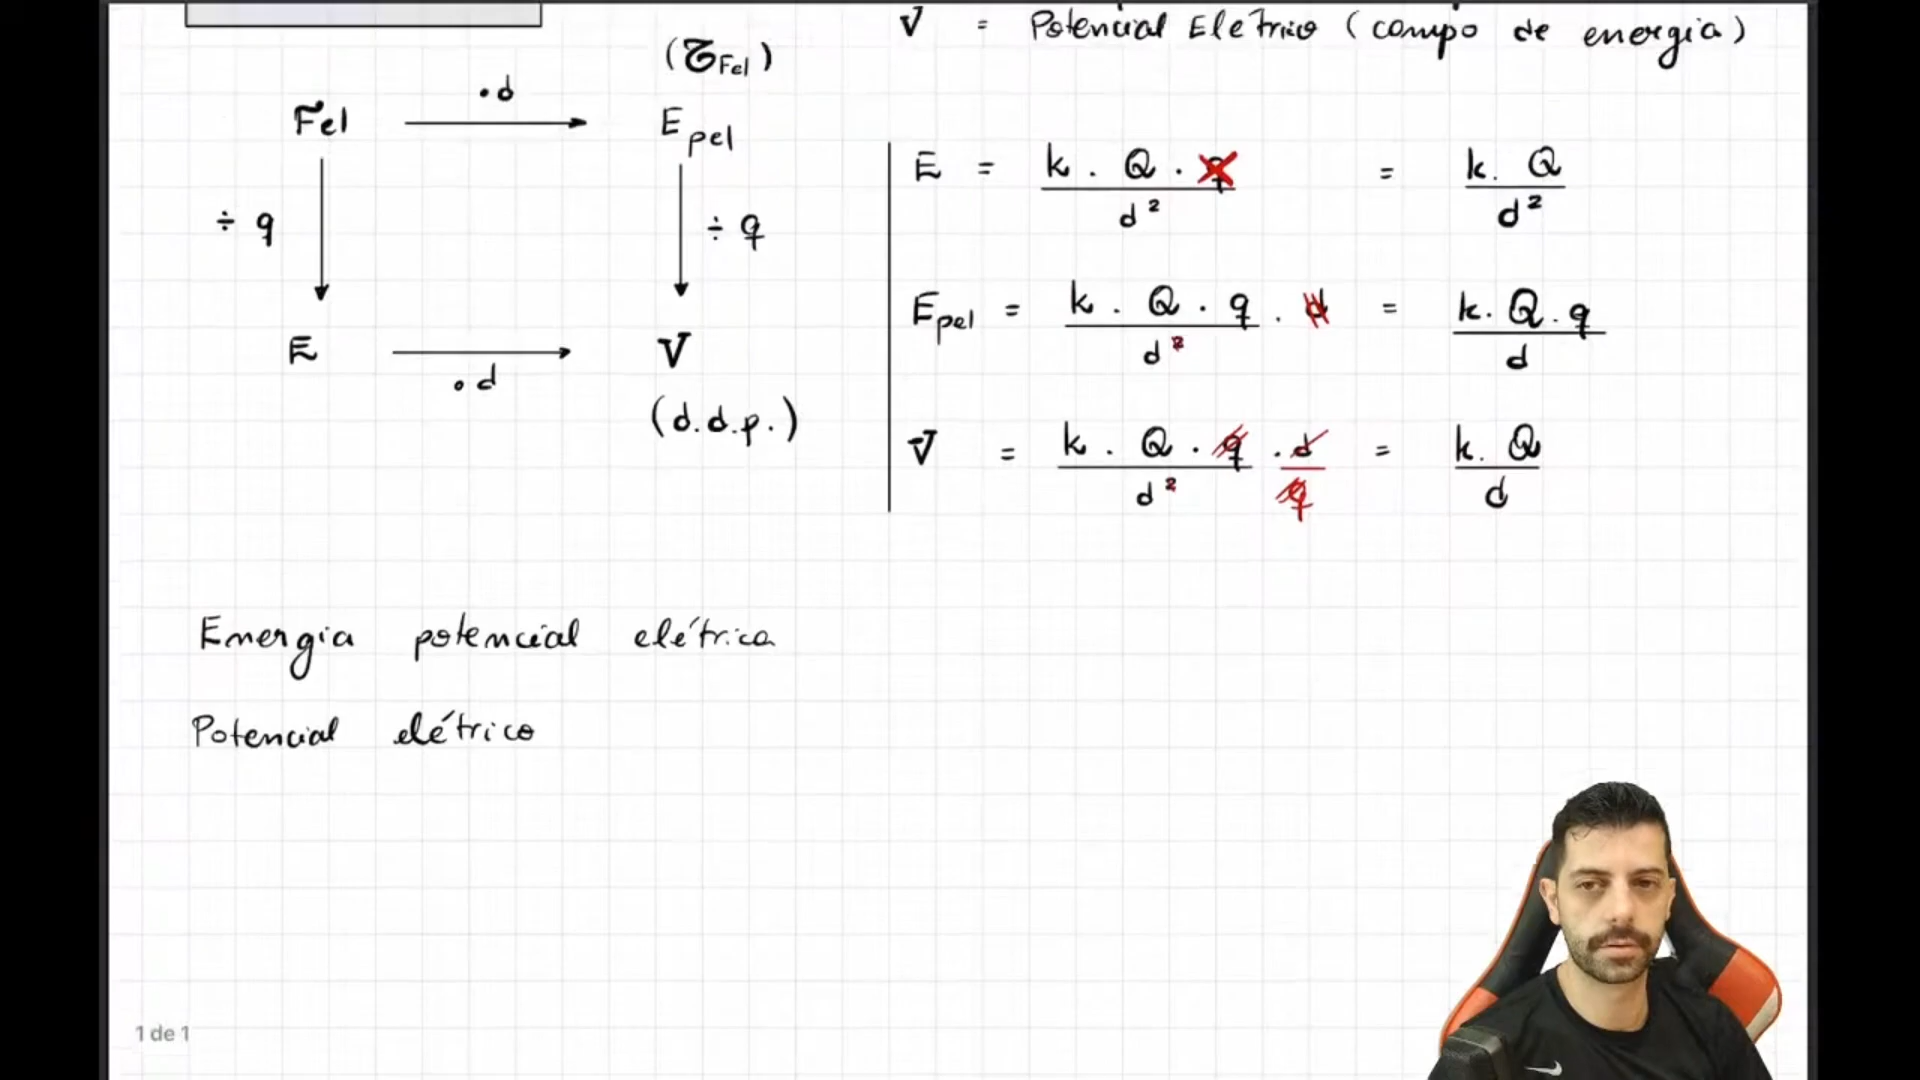 V = Potencial Elétrico (campo de energia)
(𝒯Fel)
Fel · d Epel
÷ q ÷ q
E · d V
(d.d.p.)
E = k . Q . q / d² = k . Q / d²
Epel = k . Q . q / d² . d = k . Q . q / d
V = k . Q . q / d² . d / q = k . Q / d
Energia potencial elétrica
Potencial elétrico
1 de 1